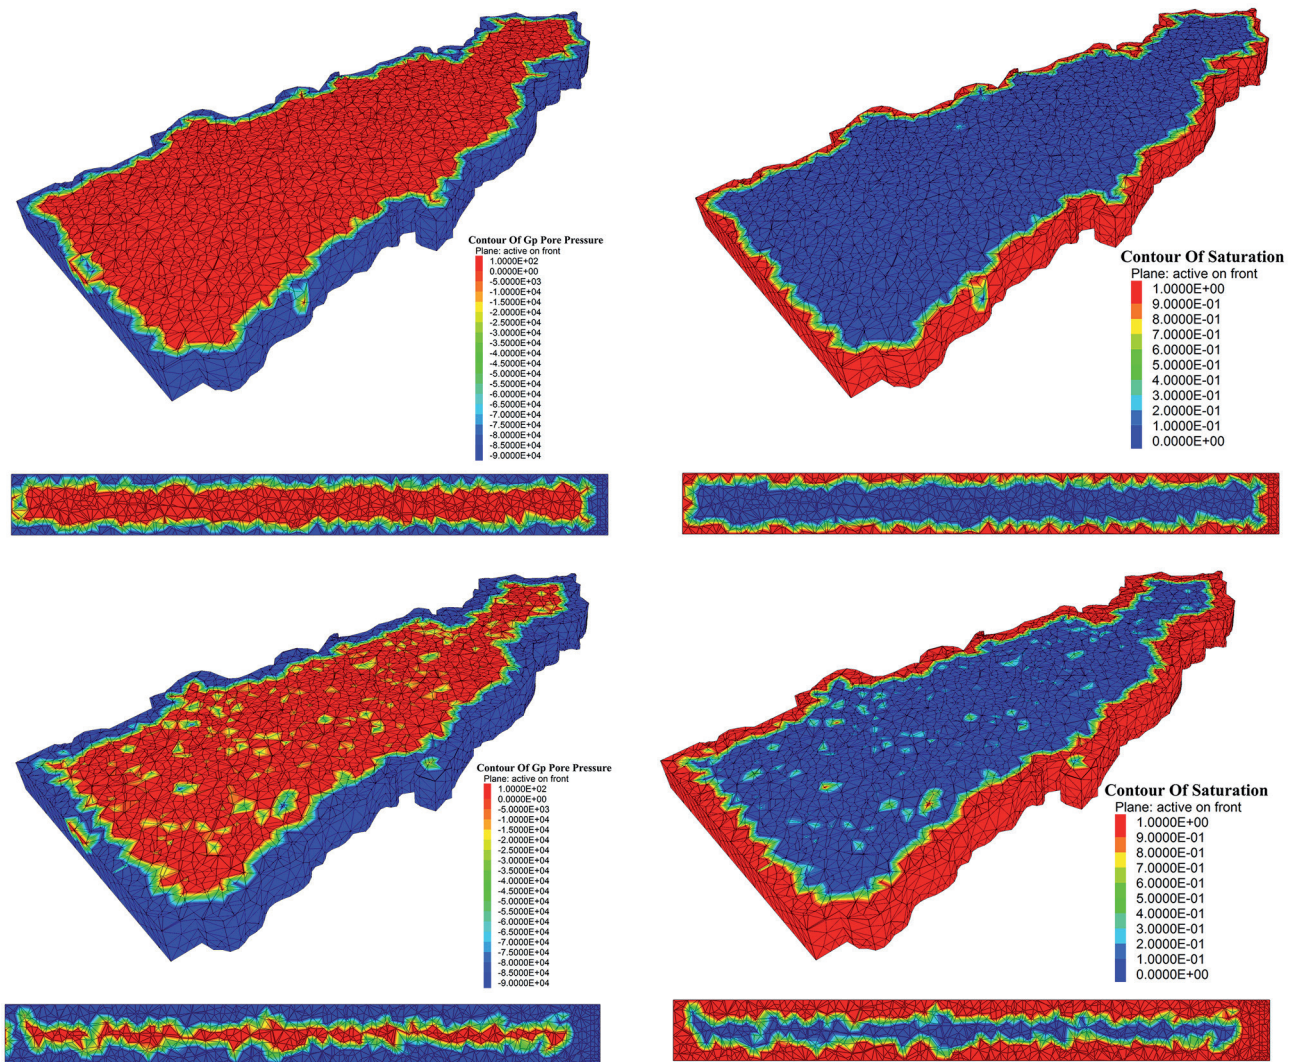 Contour Of Gp Pore Pressure
Plane: active on front
1.0000E+02
0.0000E+00
-5.0000E+03
-1.0000E+04
-1.5000E+04
-2.0000E+04
-2.5000E+04
-3.0000E+04
-3.5000E+04
-4.0000E+04
-4.5000E+04
-5.0000E+04
-5.5000E+04
-6.0000E+04
-6.5000E+04
-7.0000E+04
-7.5000E+04
-8.0000E+04
-8.5000E+04
-9.0000E+04
Contour Of Saturation
Plane: active on front
1.0000E+00
9.0000E-01
8.0000E-01
7.0000E-01
6.0000E-01
5.0000E-01
4.0000E-01
3.0000E-01
2.0000E-01
1.0000E-01
0.0000E+00
Contour Of Gp Pore Pressure
Plane: active on front
1.0000E+02
0.0000E+00
-5.0000E+03
-1.0000E+04
-1.5000E+04
-2.0000E+04
-2.5000E+04
-3.0000E+04
-3.5000E+04
-4.0000E+04
-4.5000E+04
-5.0000E+04
-5.5000E+04
-6.0000E+04
-6.5000E+04
-7.0000E+04
-7.5000E+04
-8.0000E+04
-8.5000E+04
-9.0000E+04
Contour Of Saturation
Plane: active on front
1.0000E+00
9.0000E-01
8.0000E-01
7.0000E-01
6.0000E-01
5.0000E-01
4.0000E-01
3.0000E-01
2.0000E-01
1.0000E-01
0.0000E+00